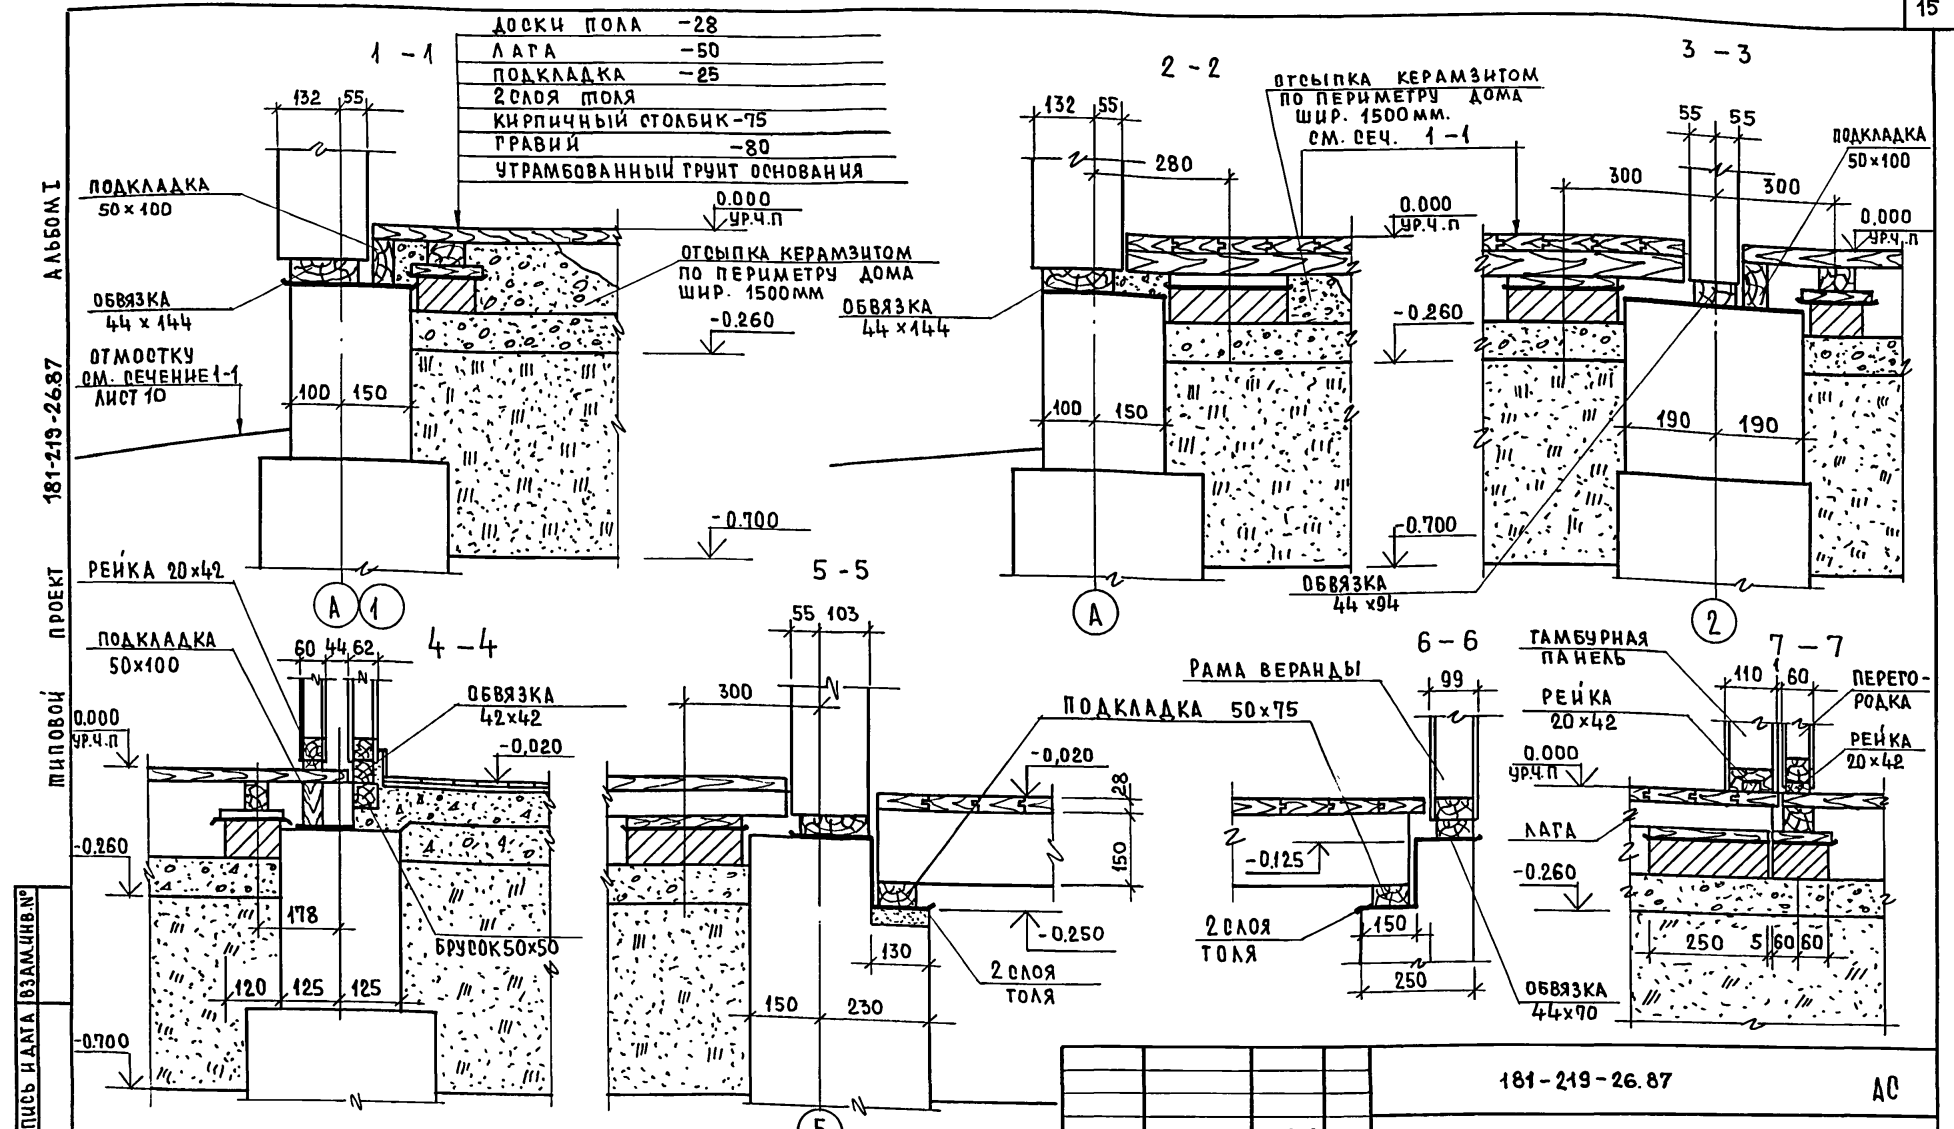 15
АЛЬБОМ I
181-219-26.87
ТИПОВОЙ ПРОЕКТ
ВЗАМ.ИНВ.№
ПИСЬ И ДАТА
1 - 1
ДОСКИ ПОЛА -28
ЛАГА -50
ПОДКЛАДКА -25
2 СЛОЯ ТОЛЯ
КИРПИЧНЫЙ СТОЛБИК-75
ГРАВИЙ -80
УТРАМБОВАННЫЙ ГРУНТ ОСНОВАНИЯ
132 55
ПОДКЛАДКА
50×100
0.000
УР.Ч.П
ОТСЫПКА КЕРАМЗИТОМ
ПО ПЕРИМЕТРУ ДОМА
ШИР. 1500ММ
ОБВЯЗКА
44 × 144
-0.260
ОТМОСТКУ
СМ. СЕЧЕНИЕ 1-1
ЛИСТ 10
100 150
-0.700
А 1
2 - 2
132 55
280
ОТСЫПКА КЕРАМЗИТОМ
ПО ПЕРИМЕТРУ ДОМА
ШИР. 1500ММ.
СМ. СЕЧ. 1-1
0.000
УР.Ч.П
ОБВЯЗКА
44×144
-0.260
100 150
-0.700
А
3 - 3
55 55
ПОДКЛАДКА
50×100
300 300
0.000
УР.Ч.П
190 190
ОБВЯЗКА
44×94
2
4 - 4
РЕЙКА 20×42
ПОДКЛАДКА
50×100
60 44 62
ОБВЯЗКА
42×42
0.000
УР.Ч.П
-0,020
-0.260
178
БРУСОК 50×50
120 125 125
-0.700
5 - 5
55 103
300
ПОДКЛАДКА 50×75
-0,020
28
150
-0.250
130
2 СЛОЯ
ТОЛЯ
150 230
Б
6 - 6
РАМА ВЕРАНДЫ
99
-0.125
2 СЛОЯ
ТОЛЯ
150
250
ОБВЯЗКА
44×70
7 - 7
ТАМБУРНАЯ
ПАНЕЛЬ
1
110 60
ПЕРЕГО-
РОДКА
РЕЙКА
20×42
РЕЙКА
20×42
0.000
УР.Ч.П
ЛАГА
-0.260
250 5 60 60
181-219-26.87
АС